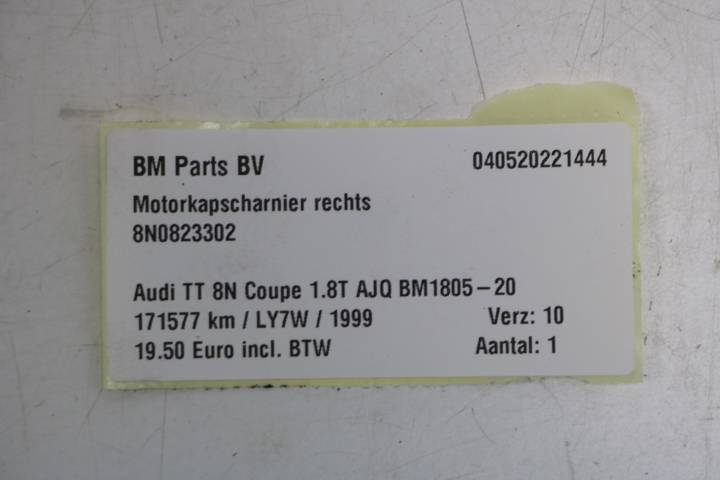 BM Parts BV 040520221444
Motorkapscharnier rechts
8N0823302
Audi TT 8N Coupe 1.8T AJQ BM1805-20
171577 km / LY7W / 1999 Verz: 10
19.50 Euro incl. BTW Aantal: 1